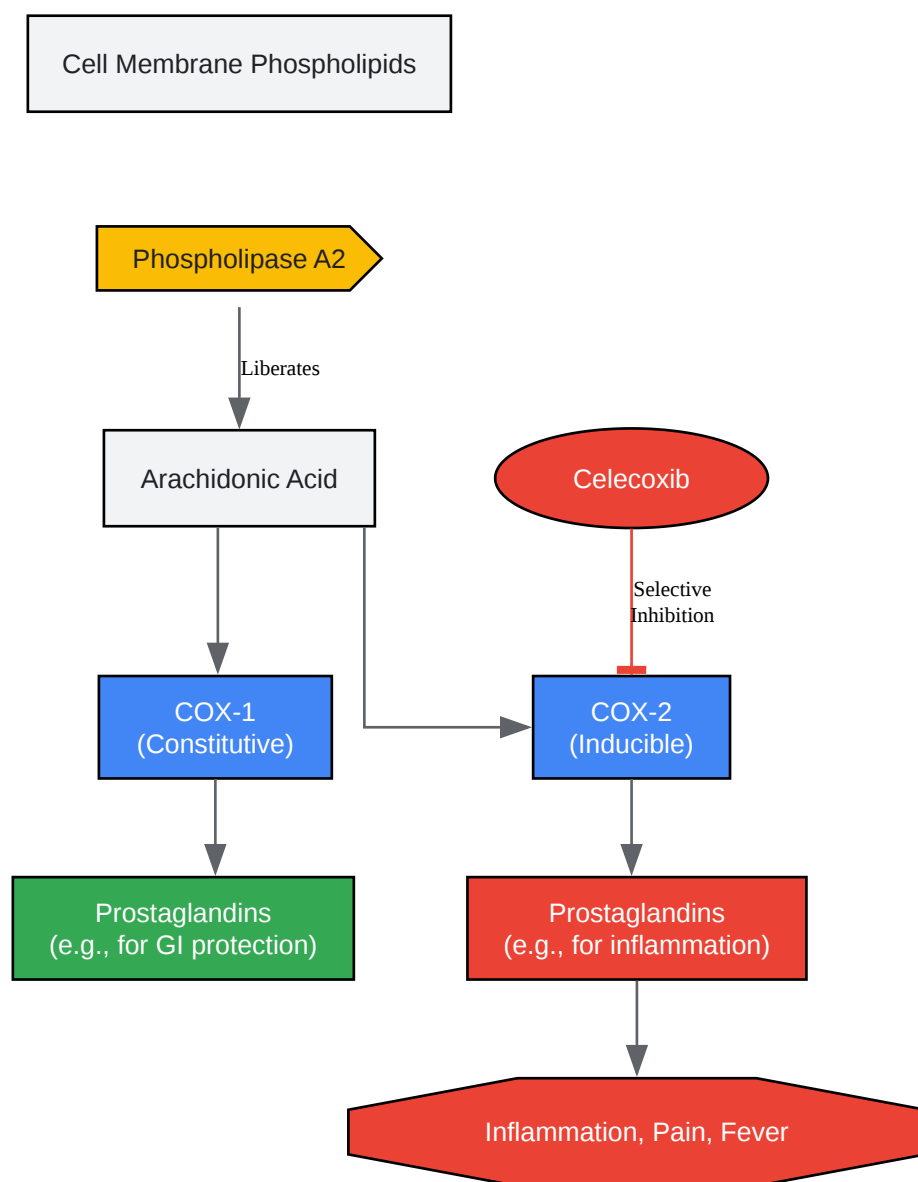 Cell Membrane Phospholipids
Phospholipase A2
Liberates
Arachidonic Acid
Celecoxib
Selective
Inhibition
COX-1
(Constitutive)
COX-2
(Inducible)
Prostaglandins
(e.g., for GI protection)
Prostaglandins
(e.g., for inflammation)
Inflammation, Pain, Fever